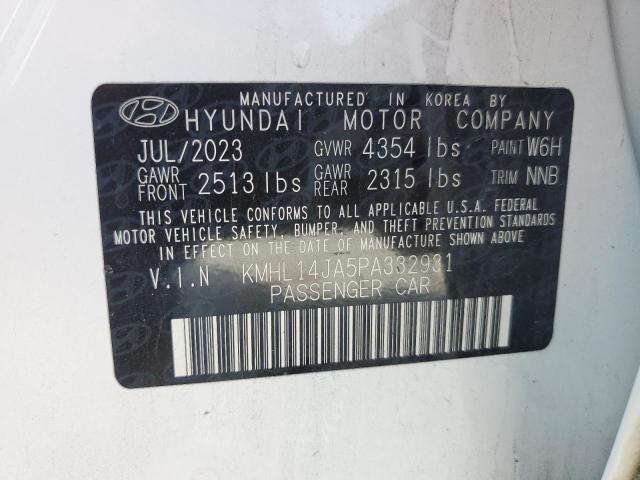 MANUFACTURED IN KOREA BY
HYUNDAI MOTOR COMPANY
JUL/2023 GVWR 4354 lbs PAINT W6H
GAWR FRONT 2513 lbs GAWR REAR 2315 lbs TRIM NNB
THIS VEHICLE CONFORMS TO ALL APPLICABLE U.S.A. FEDERAL
MOTOR VEHICLE SAFETY, BUMPER, AND THEFT PREVENTION STANDARDS
IN EFFECT ON THE DATE OF MANUFACTURE SHOWN ABOVE.
V.I.N KMHL14JA5PA332931
PASSENGER CAR